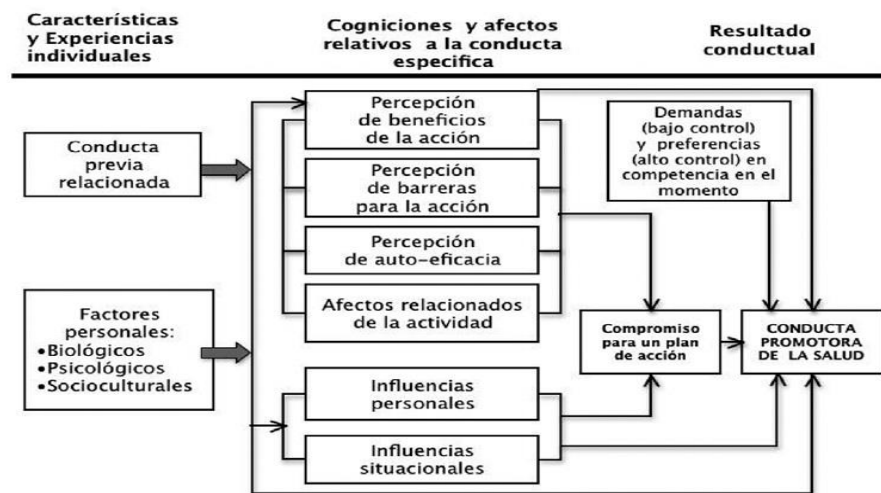 Características
y Experiencias
individuales
Cogniciones y afectos
relativos a la conducta
especifica
Resultado
conductual
Conducta
previa
relacionada
Factores
personales:
•Biológicos
•Psicológicos
•Socioculturales
Percepción
de beneficios
de la acción
Percepción
de barreras
para la acción
Percepción
de auto-eficacia
Afectos relacionados
de la actividad
Influencias
personales
Influencias
situacionales
Demandas
(bajo control)
y preferencias
(alto control) en
competencia en el
momento
Compromiso
para un plan
de acción
CONDUCTA
PROMOTORA
DE LA SALUD